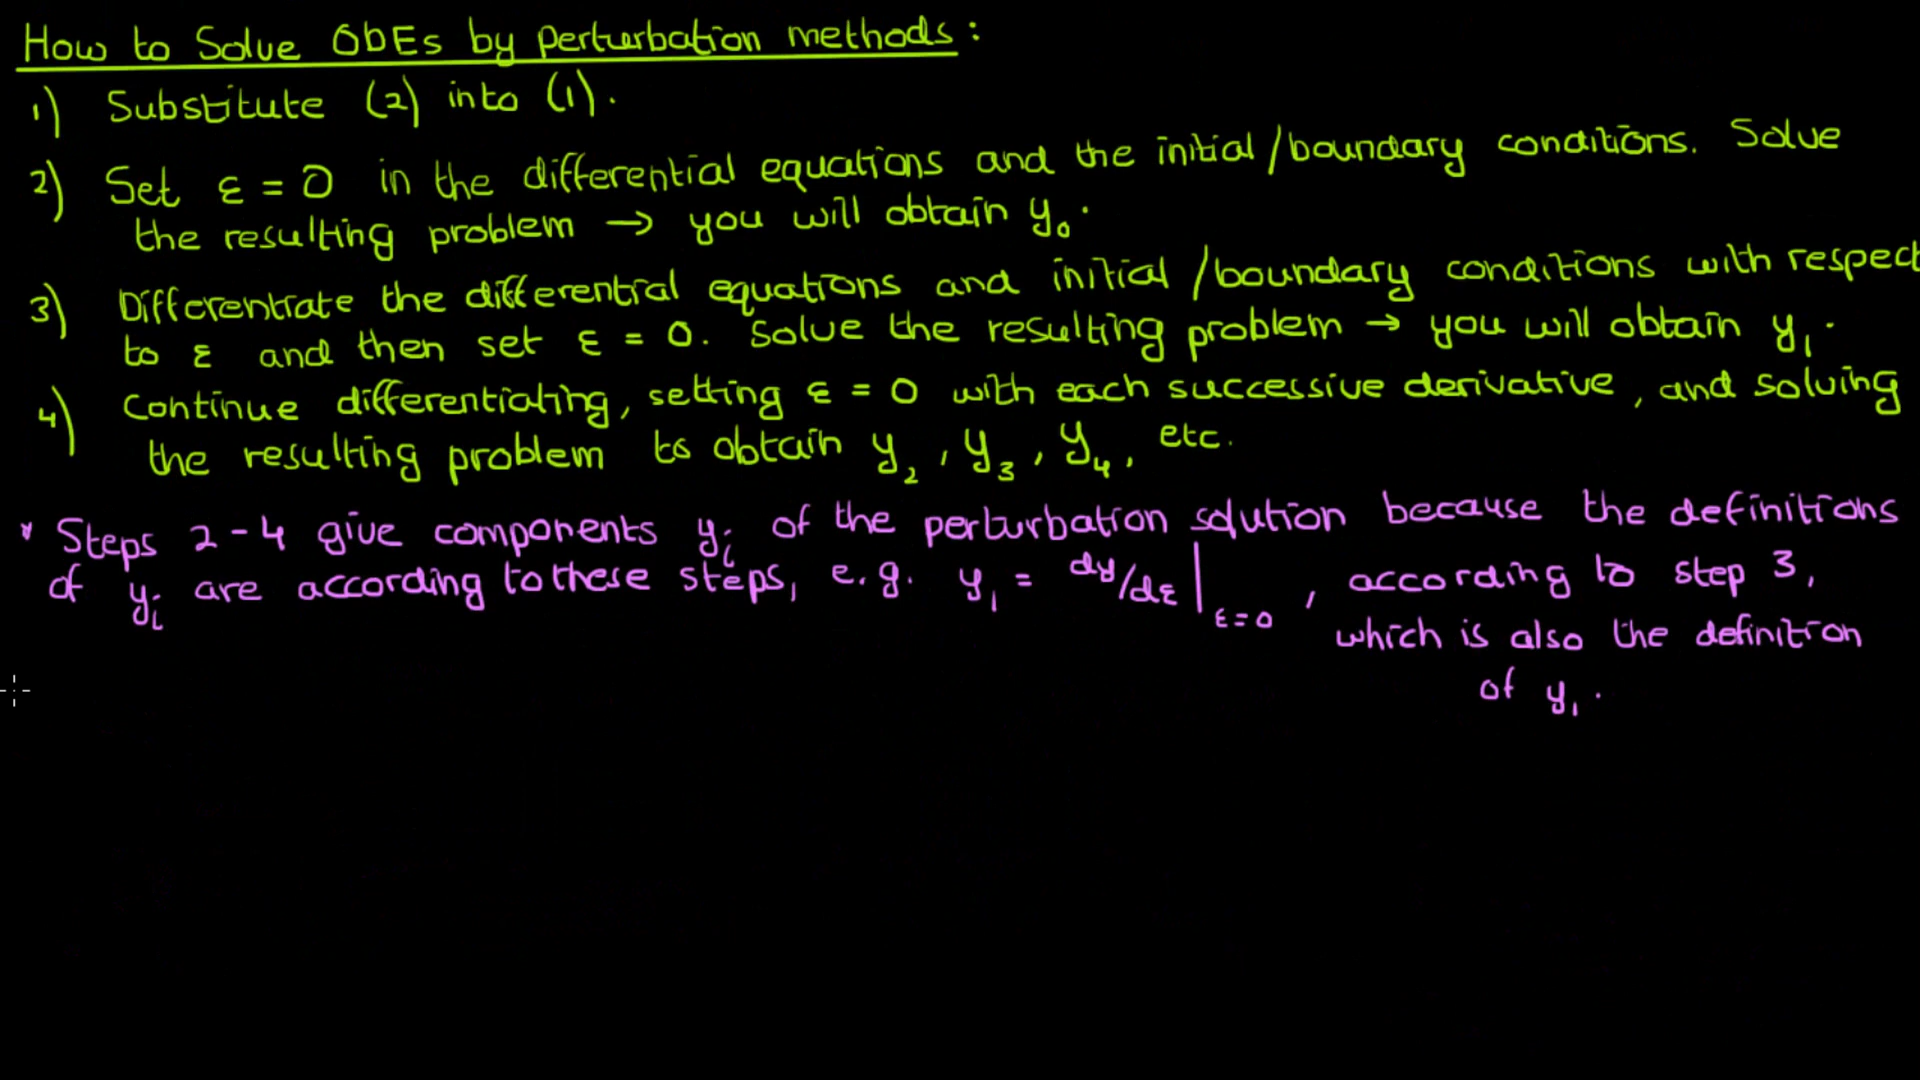 How to Solve ODEs by perturbation methods:
1) Substitute (2) into (1).
2) Set ε = 0 in the differential equations and the initial/boundary conditions. Solve
the resulting problem → you will obtain y₀.
3) Differentiate the differential equations and initial/boundary conditions with respect
to ε and then set ε = 0. Solve the resulting problem → you will obtain y₁.
4) Continue differentiating, setting ε = 0 with each successive derivative, and solving
the resulting problem to obtain y₂, y₃, y₄, etc.
* Steps 2-4 give components yᵢ of the perturbation solution because the definitions
of yᵢ are according to these steps, e.g. y₁ = dy/dε|ε=0, according to step 3,
which is also the definition
of y₁.